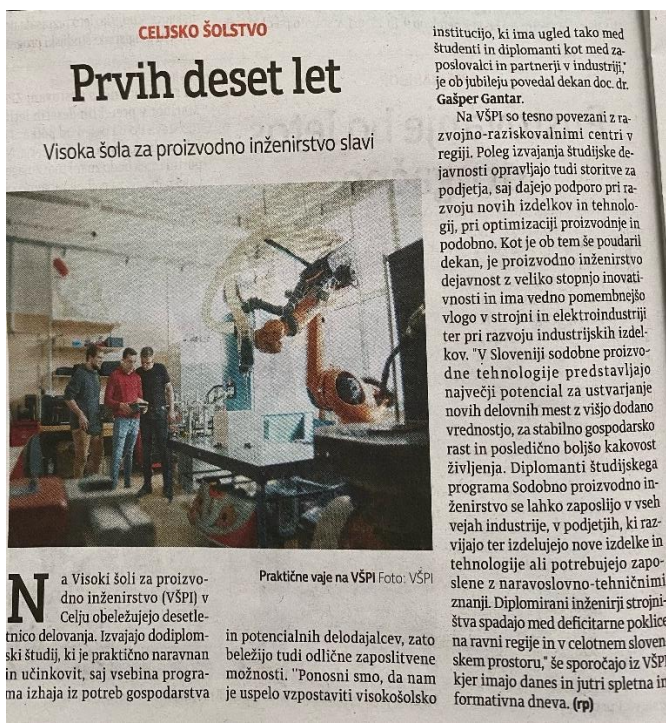 CELJSKO ŠOLSTVO
Prvih deset let
Visoka šola za proizvodno inženirstvo slavi
Praktične vaje na VŠPI Foto: VŠPI
Na Visoki šoli za proizvo-
dno inženirstvo (VŠPI) v
Celju obeležujejo desetle-
tnico delovanja. Izvajajo dodiplom-
ski študij, ki je praktično naravnan
in učinkovit, saj vsebina progra-
ma izhaja iz potreb gospodarstva
in potencialnih delodajalcev, zato
beležijo tudi odlične zaposlitvene
možnosti. "Ponosni smo, da nam
je uspelo vzpostaviti visokošolsko
institucijo, ki ima ugled tako med
študenti in diplomanti kot med za-
poslovalci in partnerji v industriji,"
je ob jubileju povedal dekan doc. dr.
Gašper Gantar.
Na VŠPI so tesno povezani z ra-
zvojno-raziskovalnimi centri v
regiji. Poleg izvajanja študijske de-
javnosti opravljajo tudi storitve za
podjetja, saj dajejo podporo pri ra-
zvoju novih izdelkov in tehnolo-
gij, pri optimizaciji proizvodnje in
podobno. Kot je ob tem še poudaril
dekan, je proizvodno inženirstvo
dejavnost z veliko stopnjo inovati-
vnosti in ima vedno pomembnejšo
vlogo v strojni in elektroindustriji
ter pri razvoju industrijskih izdel-
kov. "V Sloveniji sodobne proizvo-
dne tehnologije predstavljajo
največji potencial za ustvarjanje
novih delovnih mest z višjo dodano
vrednostjo, za stabilno gospodarsko
rast in posledično boljšo kakovost
življenja. Diplomanti študijskega
programa Sodobno proizvodno in-
ženirstvo se lahko zaposlijo v vseh
vejah industrije, v podjetjih, ki raz-
vijajo ter izdelujejo nove izdelke in
tehnologije ali potrebujejo zapo-
slene z naravoslovno-tehničnimi
znanji. Diplomirani inženirji strojni-
štva spadajo med deficitarne poklice
na ravni regije in v celotnem sloven
skem prostoru," še sporočajo iz VŠPI
kjer imajo danes in jutri spletna in
formativna dneva. (rp)